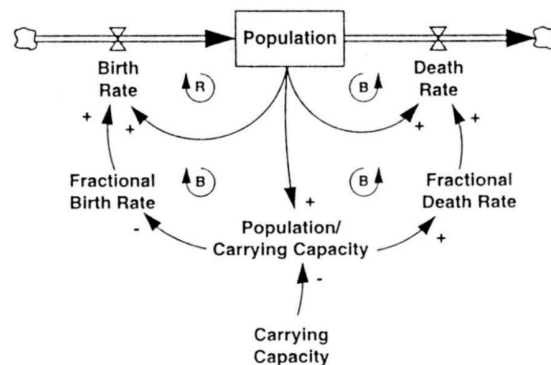 Population
Birth
Rate
R
B
Death
Rate
+
+
+
+
Fractional
Birth Rate
B
B
Fractional
Death Rate
-
+
Population/
Carrying Capacity
+
-
Carrying
Capacity